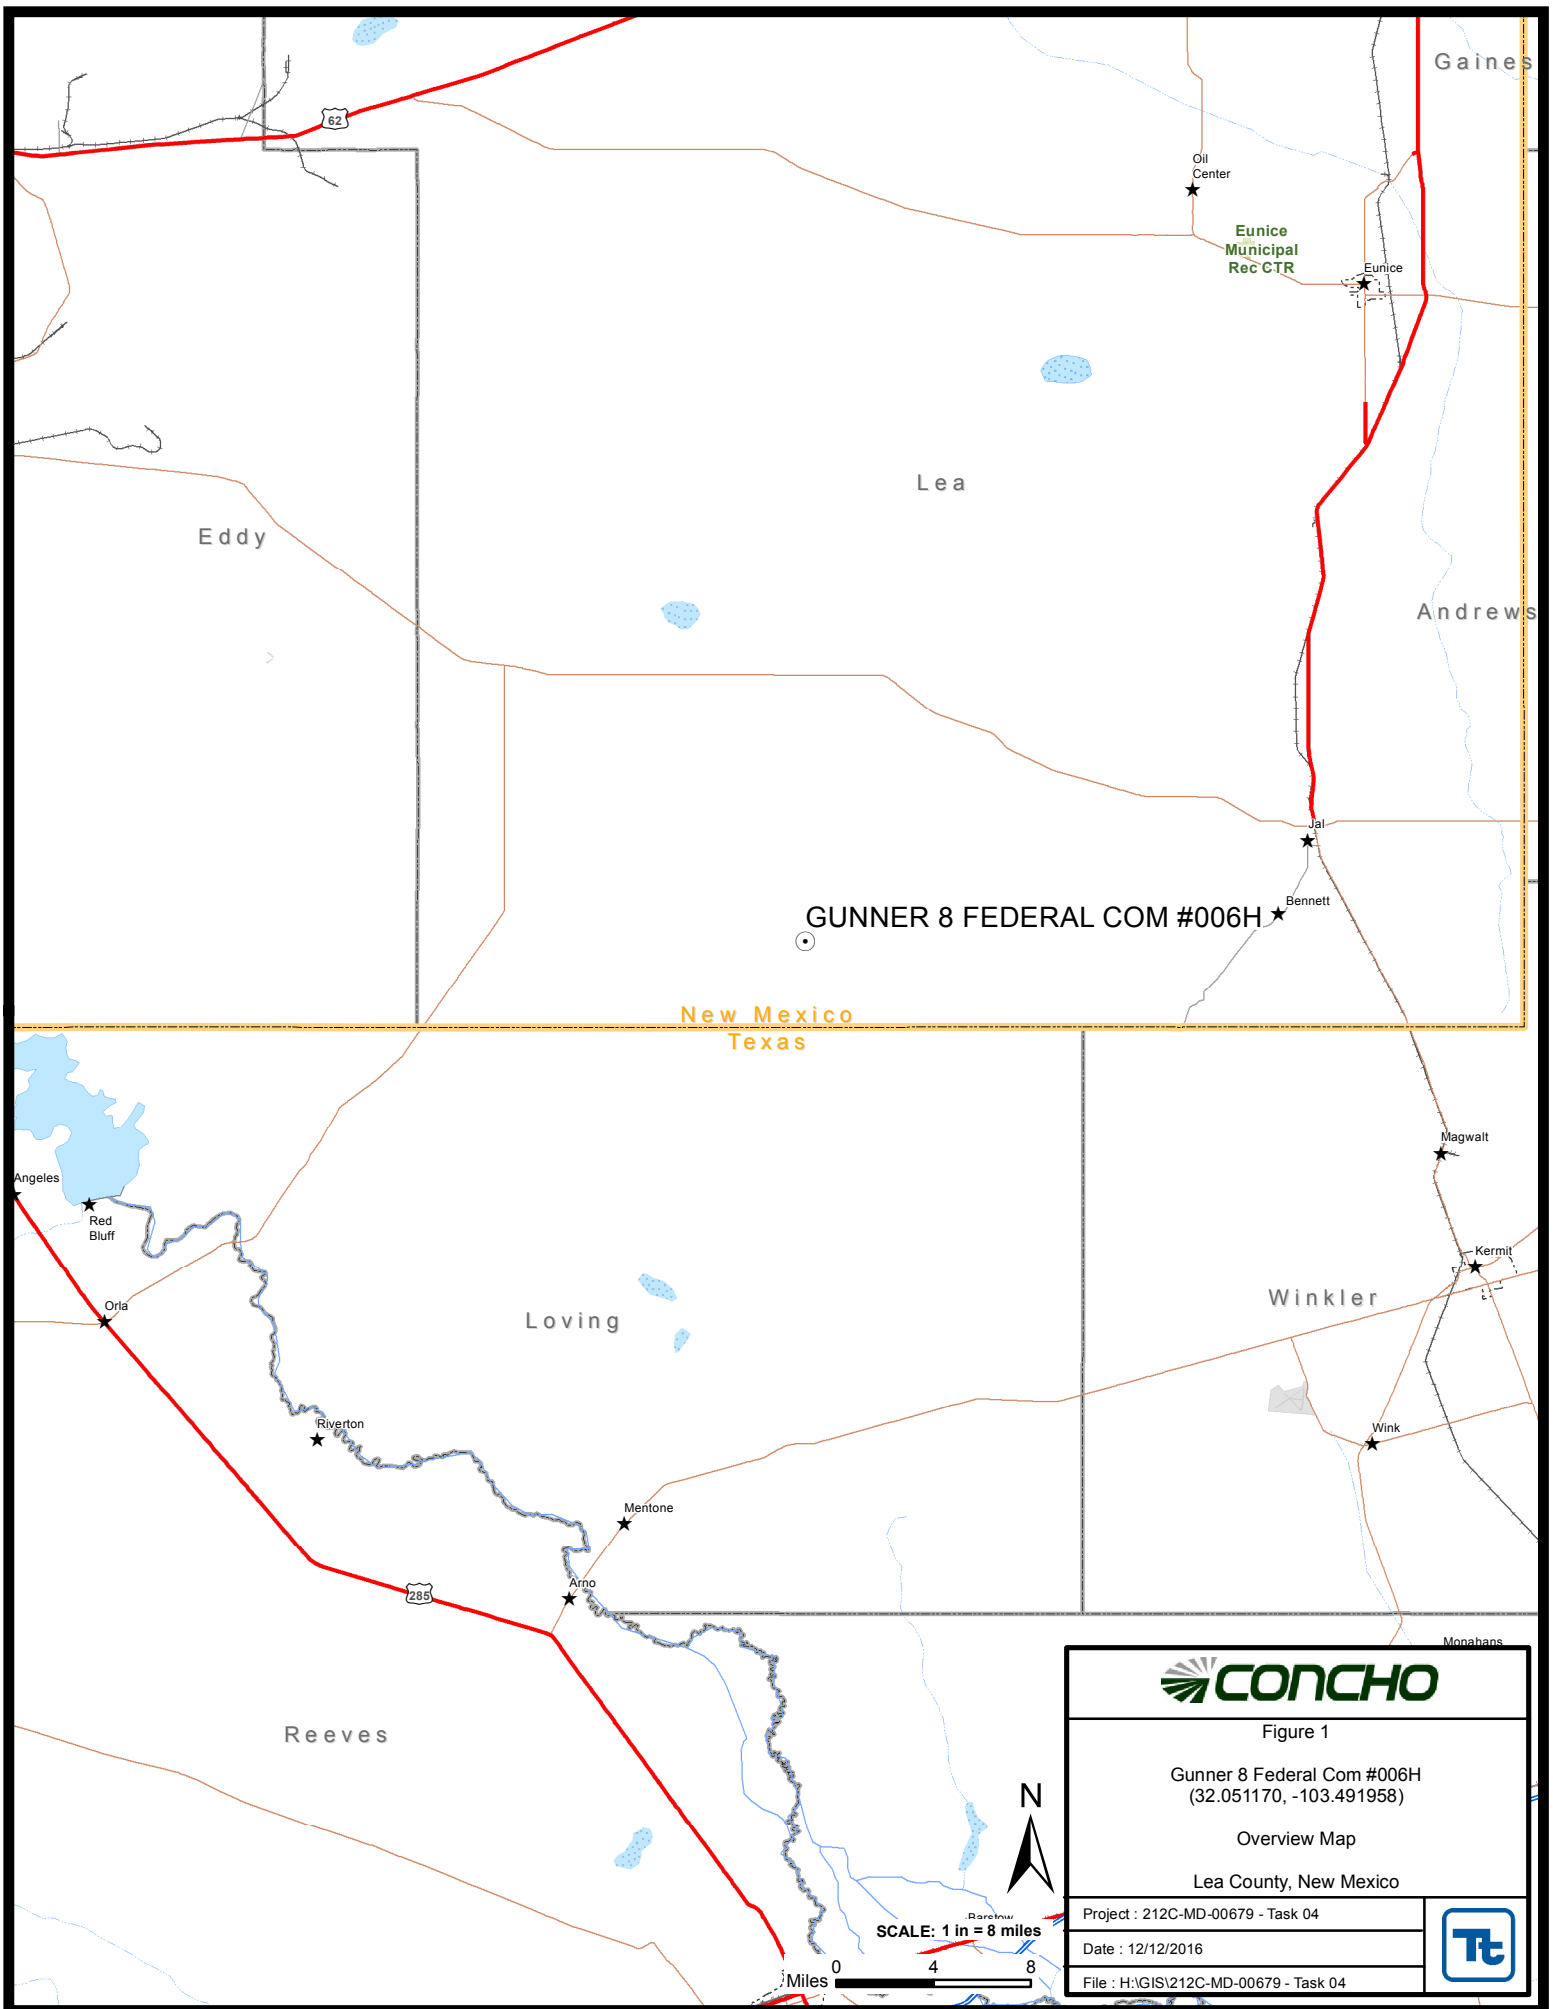 Gaines
62
Oil
Center
Eunice
Municipal
Rec CTR
Eunice
Lea
Eddy
Andrews
Jal
Bennett
GUNNER 8 FEDERAL COM #006H
New Mexico
Texas
Magwalt
Angeles
Red
Bluff
Kermit
Winkler
Orla
Loving
Riverton
Wink
Mentone
Arno
285
Monahans
Reeves
CONCHO
Figure 1
Gunner 8 Federal Com #006H
(32.051170, -103.491958)
Overview Map
Lea County, New Mexico
Project : 212C-MD-00679 - Task 04
Date : 12/12/2016
File : H:\GIS\212C-MD-00679 - Task 04
Tt
N
Barstow
SCALE: 1 in = 8 miles
Miles 0 4 8